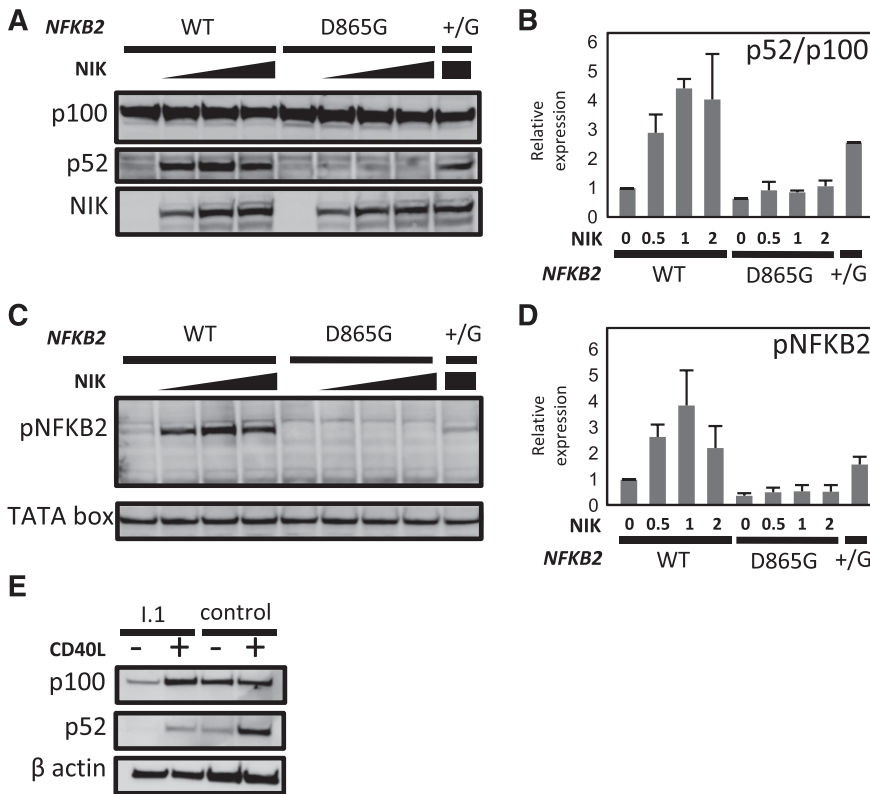 A
NFKB2 WT D865G +/G
NIK
p100
p52
NIK
B
p52/p100
Relative expression
6
5
4
3
2
1
0
NIK 0 0.5 1 2 0 0.5 1 2
NFKB2 WT D865G +/G
C
NFKB2 WT D865G +/G
NIK
pNFKB2
TATA box
D
pNFKB2
Relative expression
6
5
4
3
2
1
0
NIK 0 0.5 1 2 0 0.5 1 2
NFKB2 WT D865G +/G
E
I.1 control
CD40L - + - +
p100
p52
β actin